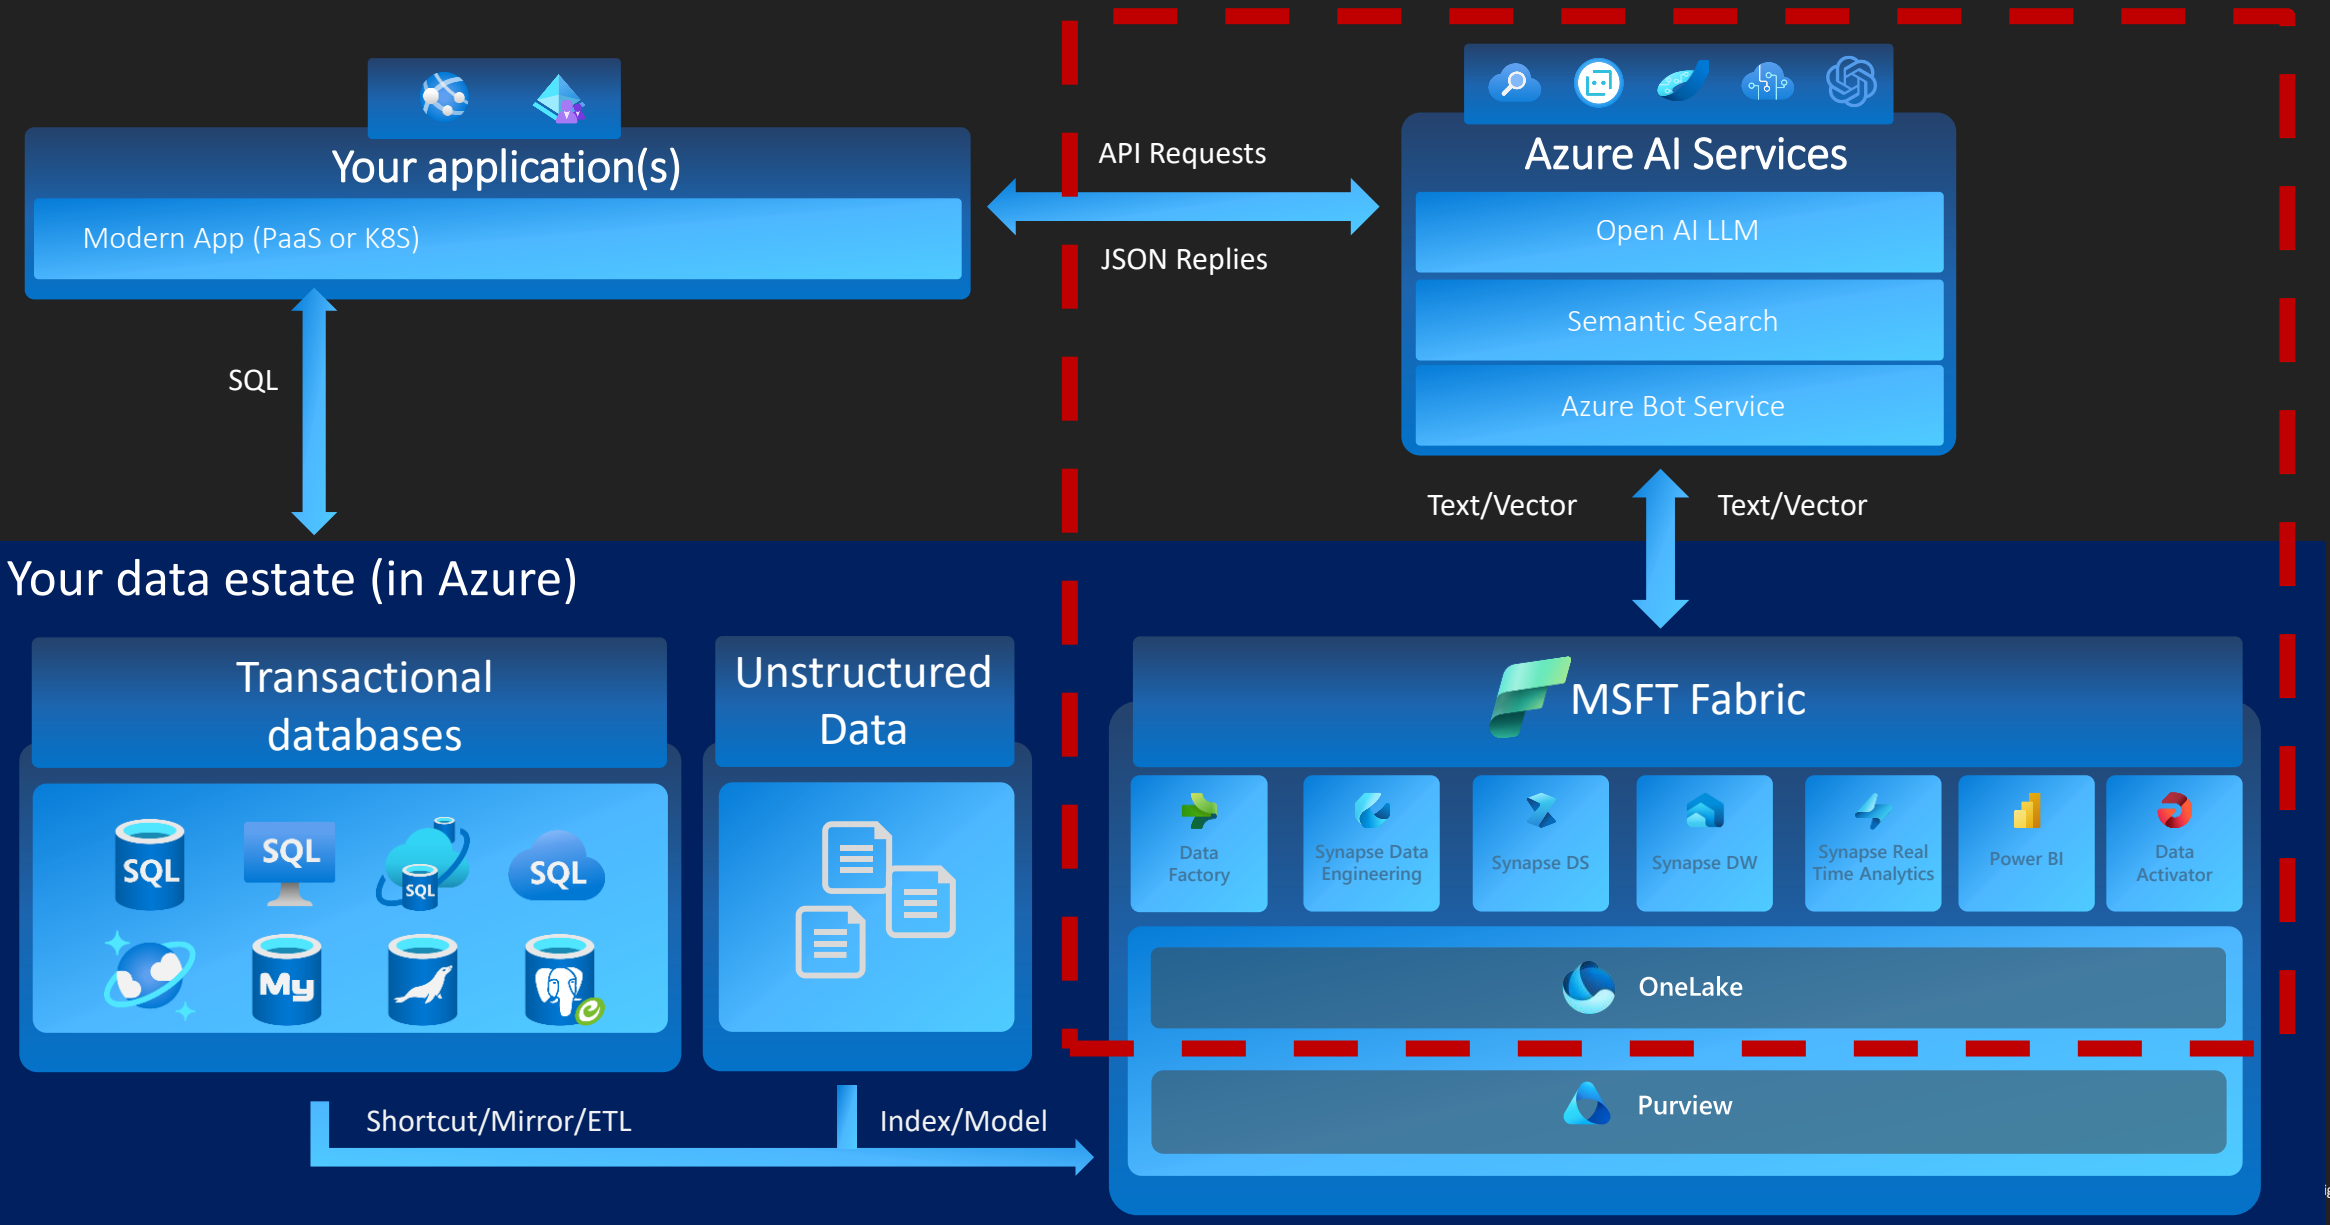 Your application(s)
Modern App (PaaS or K8S)
API Requests
JSON Replies
Azure AI Services
Open AI LLM
Semantic Search
Azure Bot Service
SQL
Text/Vector
Text/Vector
Your data estate (in Azure)
Transactional
databases
SQL
SQL
SQL
SQL
My
Unstructured
Data
MSFT Fabric
Data
Factory
Synapse Data
Engineering
Synapse DS
Synapse DW
Synapse Real
Time Analytics
Power BI
Data
Activator
OneLake
Purview
Shortcut/Mirror/ETL
Index/Model